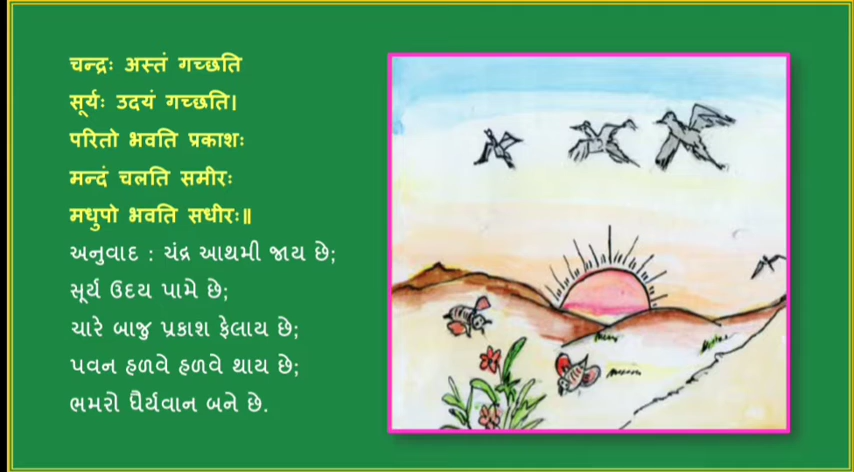 चन्द्रः अस्तं गच्छति
सूर्यः उदयं गच्छति।
परितो भवति प्रकाशः
मन्दं चलति समीरः
मधुपो भवति सधीरः॥
અનુવાદ : ચંદ્ર આથમી જાય છે;
સૂર્ય ઉદય પામે છે;
ચારે બાજુ પ્રકાશ ફેલાય છે;
પવન હળવે હળવે થાય છે;
ભમરો ધૈર્યવાન બને છે.